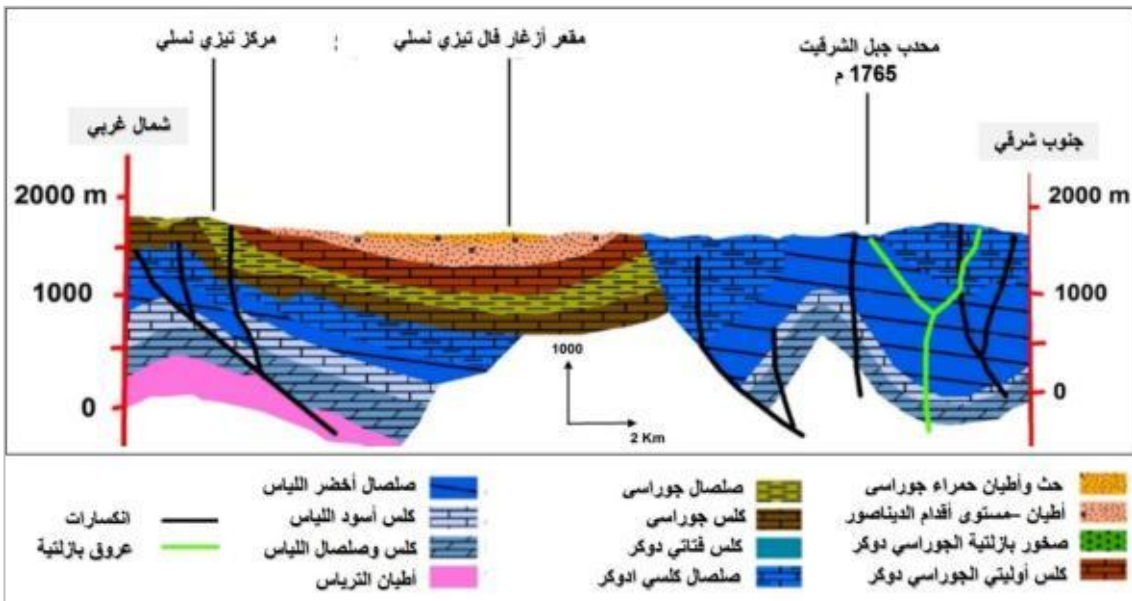 محدب جبل الشرقيت
1765 م
مقعر أزغار فال تيزي نسلي
مركز تيزي نسلي
جنوب شرقي
شمال غربي
2000 m
1000
0
2000 m
1000
0
1000
2 Km
حث وأطيان حمراء جوراسى
أطيان –مستوى أقدام الديناصور
صخور بازلتية الجوراسي دوكر
كلس أوليتي الجوراسي دوكر
صلصال جوراسى
كلس جوراسي
كلس فتاتي دوكر
صلصال كلسي ادوكر
صلصال أخضر اللياس
كلس أسود اللياس
كلس وصلصال اللياس
أطيان الترياس
انكسارات
عروق بازلتية